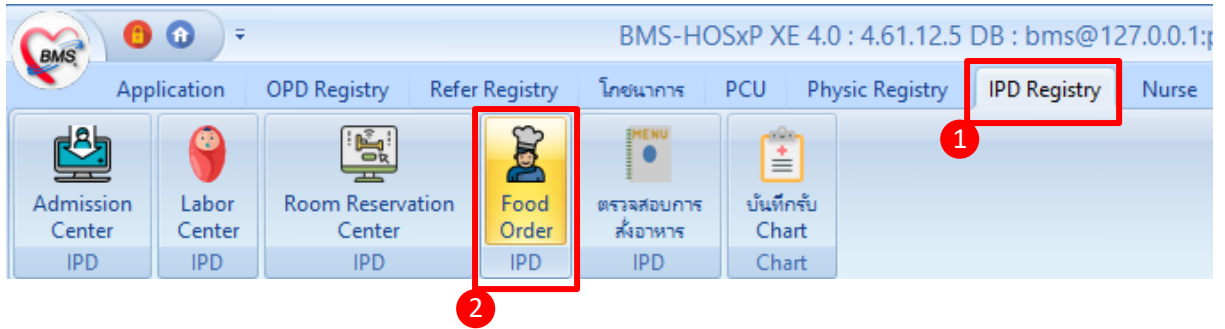 BMS
BMS-HOSxP XE 4.0 : 4.61.12.5 DB : bms@127.0.0.1:p
Application OPD Registry Refer Registry โภชนาการ PCU Physic Registry IPD Registry Nurse
1
MENU
Admission Labor Room Reservation Food ตรวจสอบการ บันทึกรับ
Center Center Center Order สั่งอาหาร Chart
IPD IPD IPD IPD IPD Chart
2